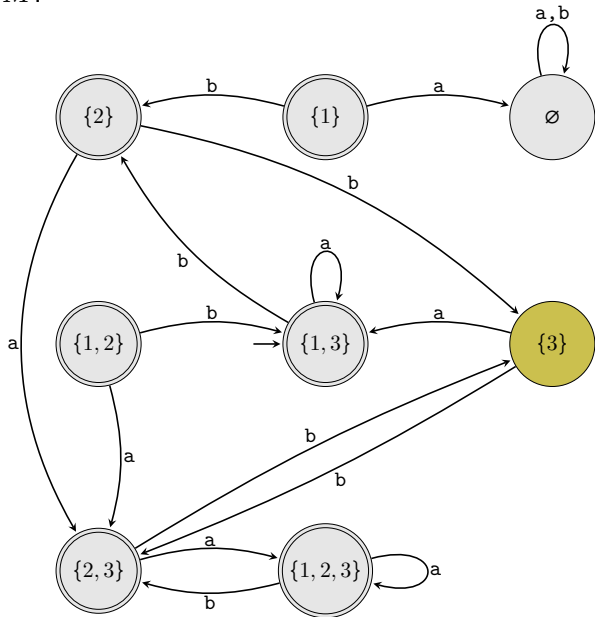 a,b
b
a
{2}
{1}
∅
b
a
b
b
a
a
{1, 2}
{1, 3}
{3}
b
a
b
a
{2, 3}
{1, 2, 3}
a
b